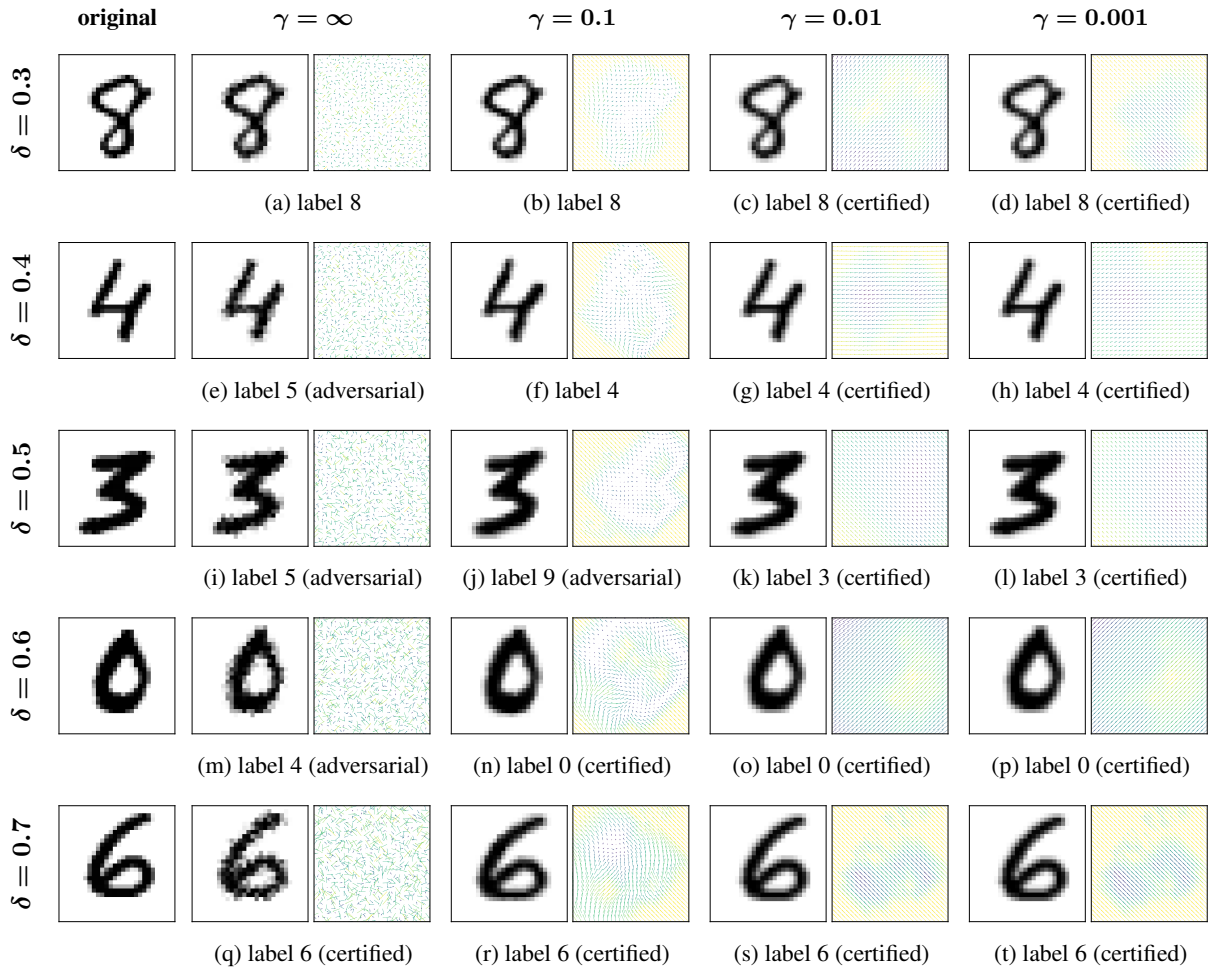 original γ = ∞ γ = 0.1 γ = 0.01 γ = 0.001
δ = 0.3
(a) label 8 (b) label 8 (c) label 8 (certified) (d) label 8 (certified)
δ = 0.4
(e) label 5 (adversarial) (f) label 4 (g) label 4 (certified) (h) label 4 (certified)
δ = 0.5
(i) label 5 (adversarial) (j) label 9 (adversarial) (k) label 3 (certified) (l) label 3 (certified)
δ = 0.6
(m) label 4 (adversarial) (n) label 0 (certified) (o) label 0 (certified) (p) label 0 (certified)
δ = 0.7
(q) label 6 (certified) (r) label 6 (certified) (s) label 6 (certified) (t) label 6 (certified)